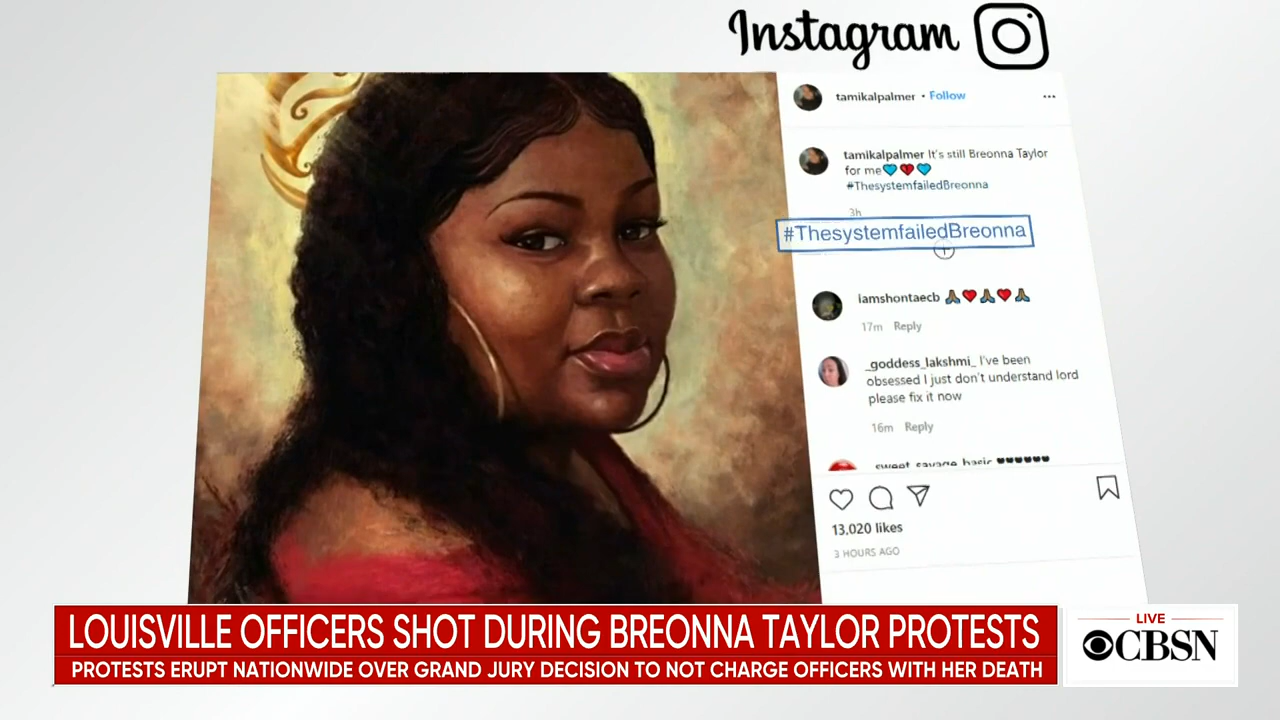 Instagram
tamikalpalmer • Follow
tamikalpalmer It's still Breonna Taylor
for me🩵💔🩵
#ThesystemfailedBreonna
3h
#ThesystemfailedBreonna
iamshontaecb 🙏🏾❤️🙏🏾❤️🙏🏾
17m Reply
_goddess_lakshmi_ I've been
obsessed I just don't understand lord
please fix it now
16m Reply
sweet_savage_basic 🖤🖤🖤🖤🖤🖤
13,020 likes
3 HOURS AGO
LOUISVILLE OFFICERS SHOT DURING BREONNA TAYLOR PROTESTS
PROTESTS ERUPT NATIONWIDE OVER GRAND JURY DECISION TO NOT CHARGE OFFICERS WITH HER DEATH
LIVE
CBSN